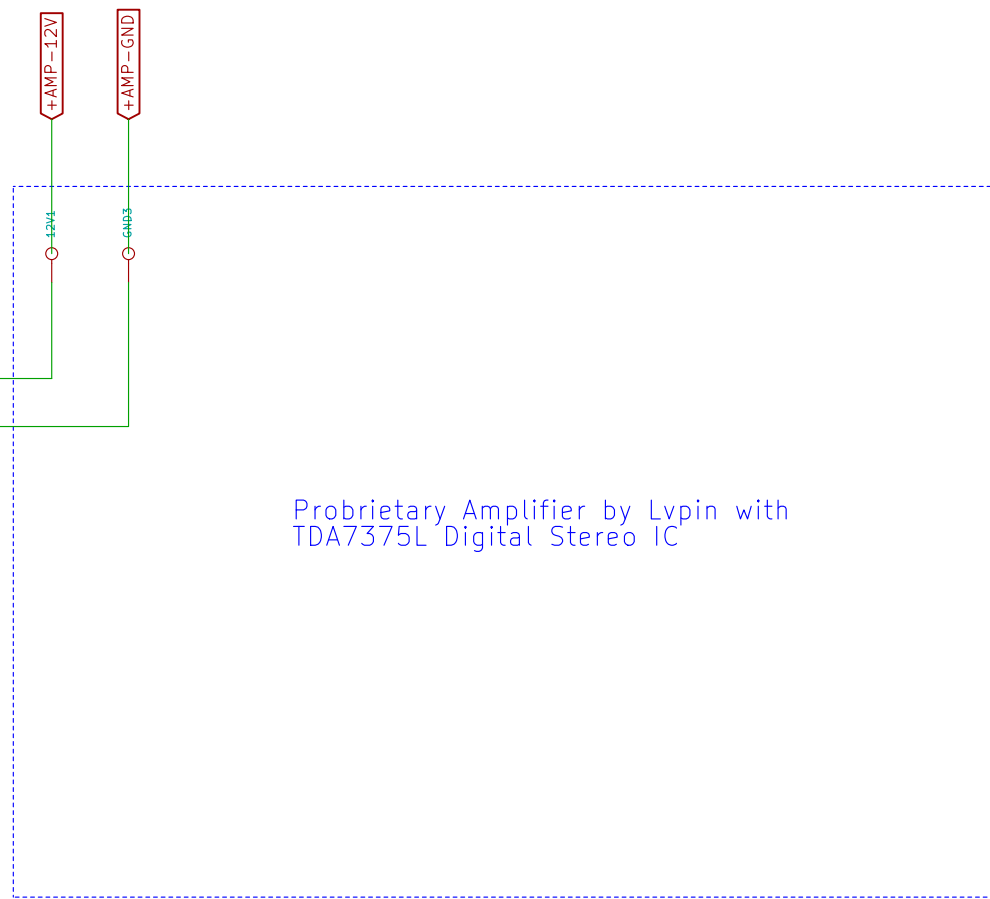 +AMP-12V
+AMP-GND
12V1
GND3
Probrietary Amplifier by Lvpin with
TDA7375L Digital Stereo IC